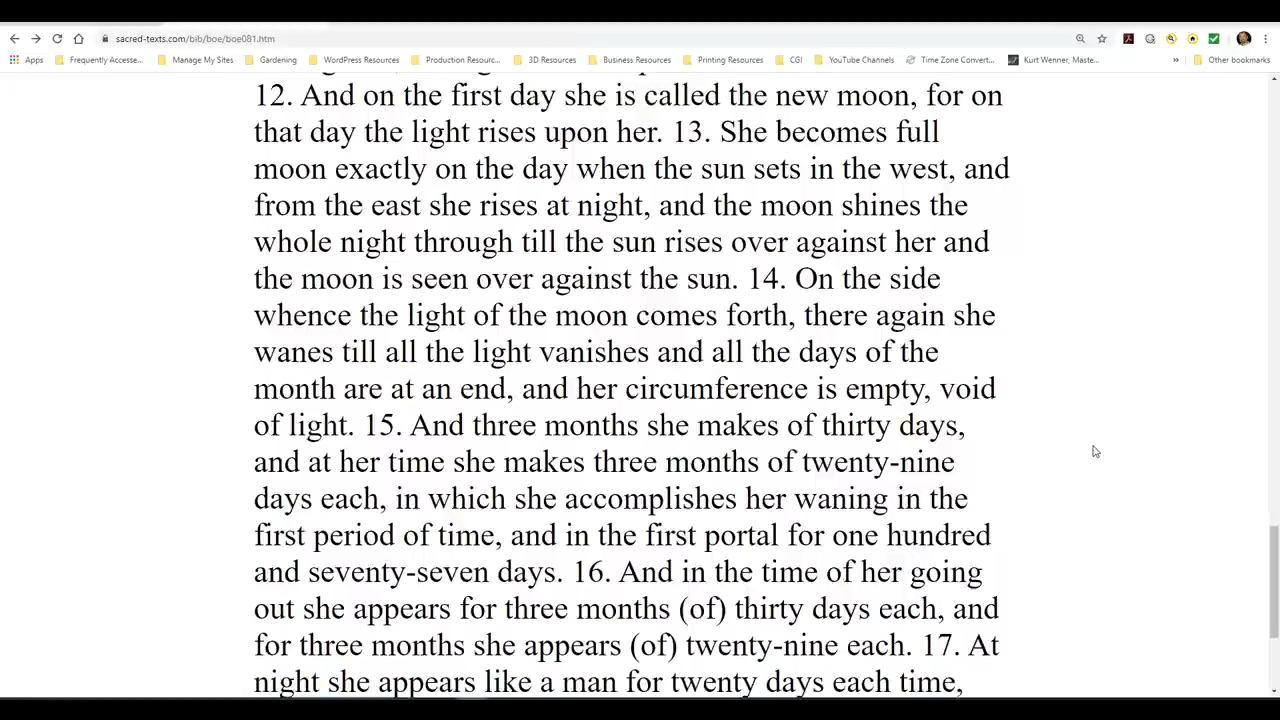 sacred-texts.com/bib/boe/boe081.htm
Apps Frequently Accesse... Manage My Sites Gardening WordPress Resources Production Resourc... 3D Resources Business Resources Printing Resources CGI YouTube Channels Time Zone Convert... Kurt Wenner, Maste... » Other bookmarks
12. And on the first day she is called the new moon, for on
that day the light rises upon her. 13. She becomes full
moon exactly on the day when the sun sets in the west, and
from the east she rises at night, and the moon shines the
whole night through till the sun rises over against her and
the moon is seen over against the sun. 14. On the side
whence the light of the moon comes forth, there again she
wanes till all the light vanishes and all the days of the
month are at an end, and her circumference is empty, void
of light. 15. And three months she makes of thirty days,
and at her time she makes three months of twenty-nine
days each, in which she accomplishes her waning in the
first period of time, and in the first portal for one hundred
and seventy-seven days. 16. And in the time of her going
out she appears for three months (of) thirty days each, and
for three months she appears (of) twenty-nine each. 17. At
night she appears like a man for twenty days each time,